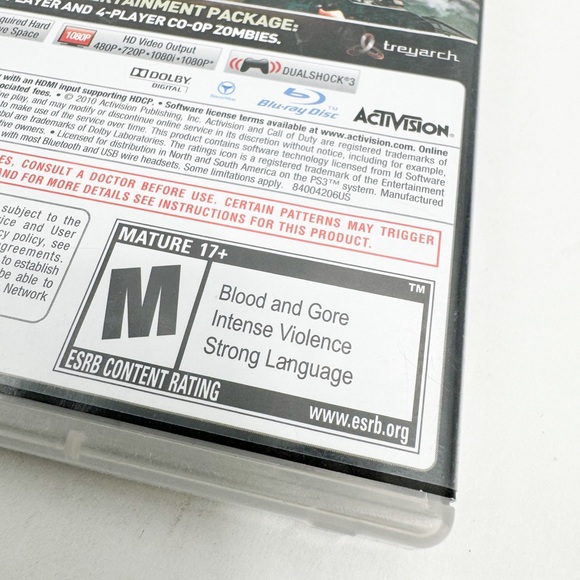 ERTAINMENT PACKAGE:
PLAYER AND 4-PLAYER CO-OP ZOMBIES.
treyarch
equired Hard
ve Space
1080P
HD Video Output
480P•720P•1080i•1080P*
DUALSHOCK®3
DOLBY
DIGITAL
Blu-ray Disc™
ACTIVISION®
with an HDMI input supporting HDCP. • Software license terms available at www.activision.com. Online
ociated fees. • © 2010 Activision Publishing, Inc. Activision and Call of Duty are registered trademarks of
ne play, and may modify or discontinue online service in its discretion without notice, including for example,
to make use of the service over time. This product contains software technology licensed from Id Software
bol are trademarks of Dolby Laboratories. The ratings icon is a registered trademark of the Entertainment
tive owners. • Licensed for distribution in North and South America on the PS3™ system. Manufactured
with most Bluetooth and USB wire headsets. Some limitations apply. 84004206US
ES, CONSULT A DOCTOR BEFORE USE. CERTAIN PATTERNS MAY TRIGGER
AND FOR MORE DETAILS SEE INSTRUCTIONS FOR THIS PRODUCT.
subject to the
ice and User
cy policy, see
agreements.
to establish
be able to
Network
MATURE 17+
TM
M
Blood and Gore
Intense Violence
Strong Language
ESRB CONTENT RATING
www.esrb.org